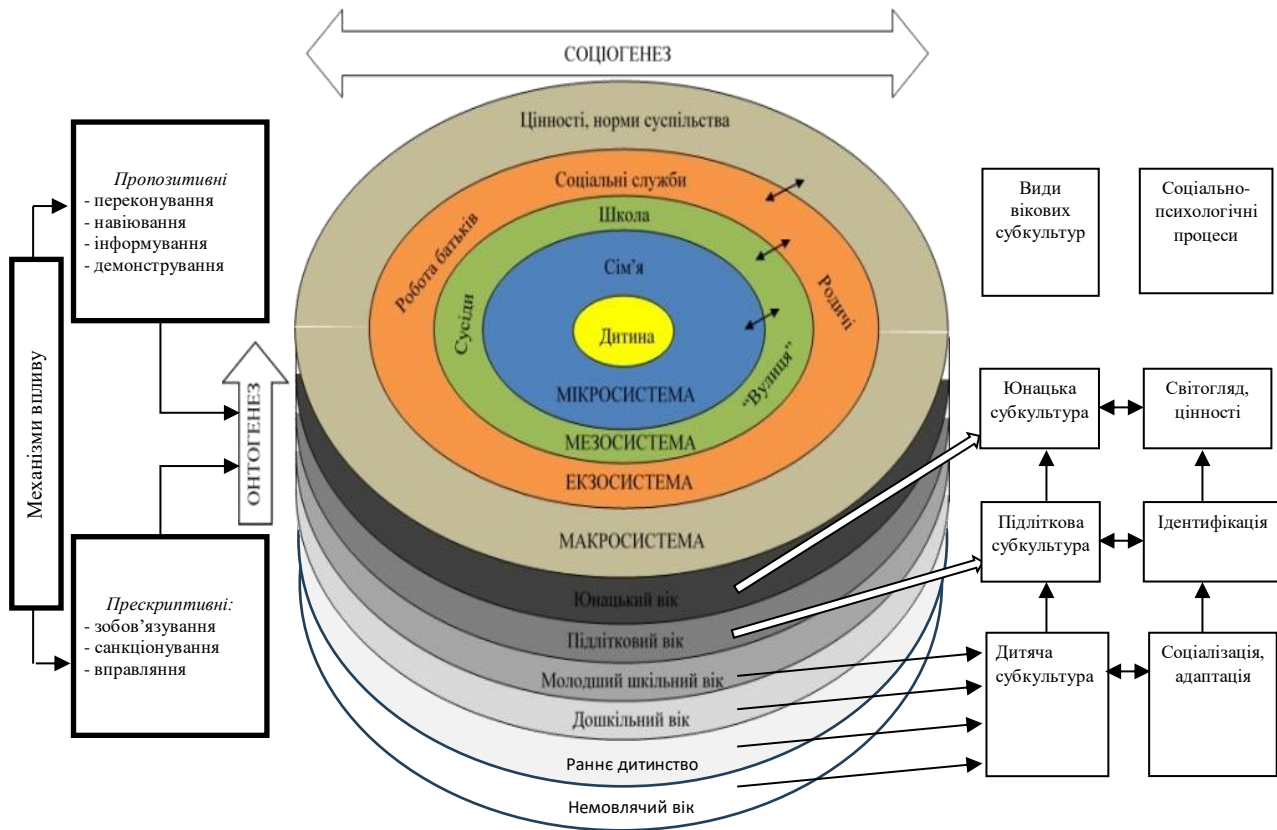 СОЦІОГЕНЕЗ
Цінності, норми суспільства
Соціальні служби
Школа
Сім’я
Дитина
Робота батьків
Сусіди
Родичі
“Вулиця”
МІКРОСИСТЕМА
МЕЗОСИСТЕМА
ЕКЗОСИСТЕМА
МАКРОСИСТЕМА
Юнацький вік
Підлітковий вік
Молодший шкільний вік
Дошкільний вік
Раннє дитинство
Немовлячий вік
Механізми впливу
Пропозитивні
- переконування
- навіювання
- інформування
- демонстрування
ОНТОГЕНЕЗ
Прескриптивні:
- зобов’язування
- санкціонування
- вправляння
Види
вікових
субкультур
Соціально-
психологічні
процеси
Юнацька
субкультура
Світогляд,
цінності
Підліткова
субкультура
Ідентифікація
Дитяча
субкультура
Соціалізація,
адаптація